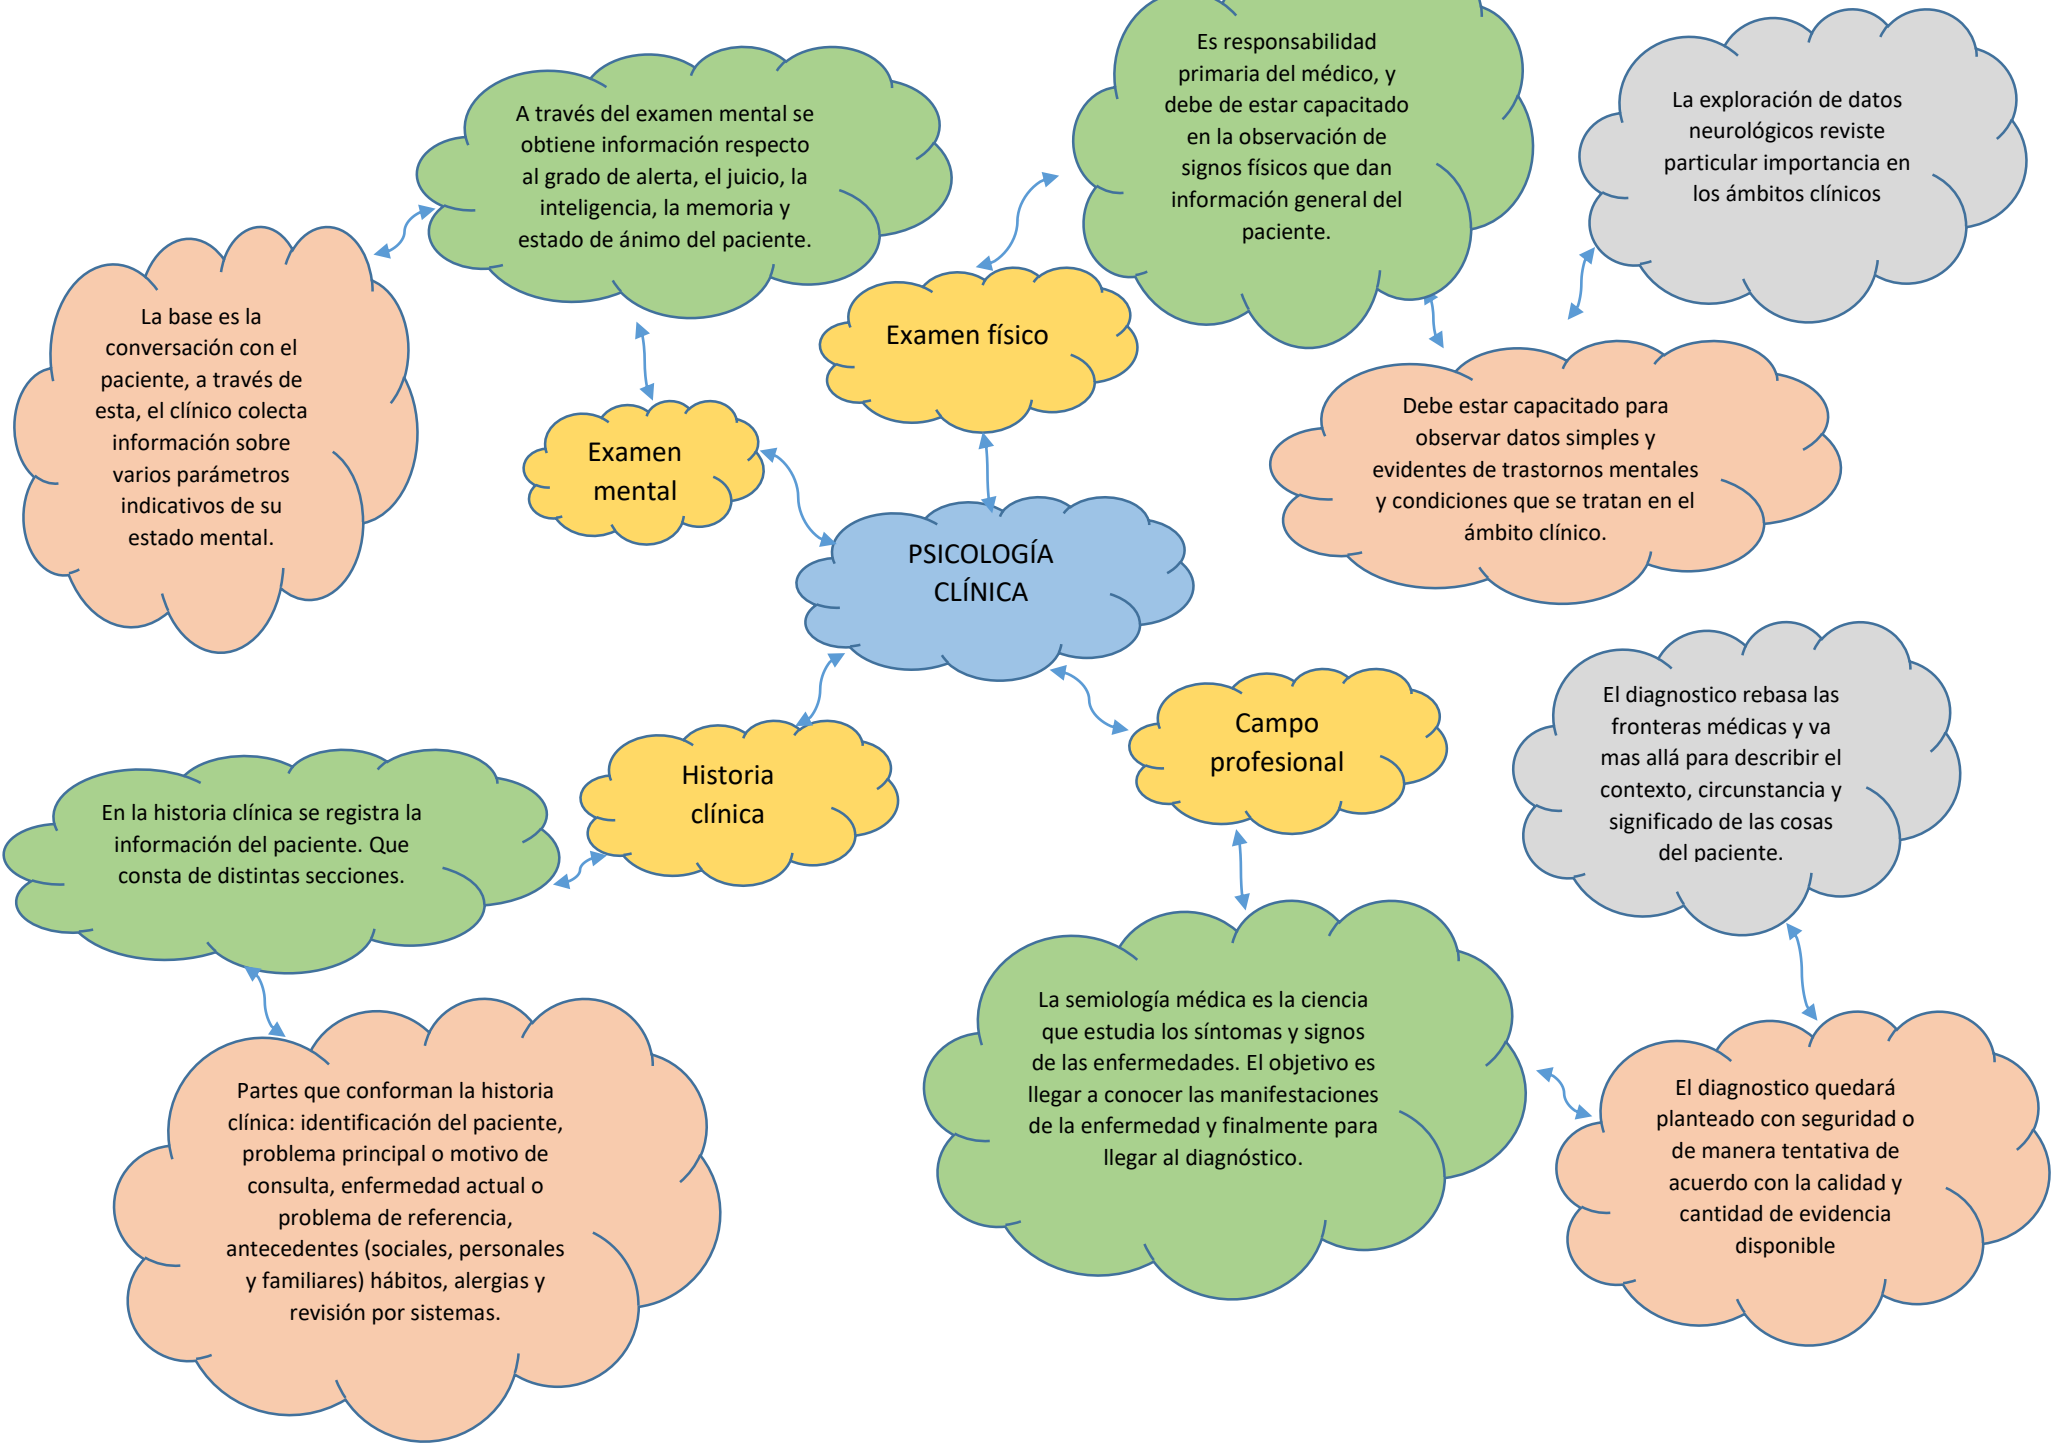 Es responsabilidad
primaria del médico, y
debe de estar capacitado
en la observación de
signos físicos que dan
información general del
paciente.
La exploración de datos
neurológicos reviste
particular importancia en
los ámbitos clínicos
A través del examen mental se
obtiene información respecto
al grado de alerta, el juicio, la
inteligencia, la memoria y
estado de ánimo del paciente.
La base es la
conversación con el
paciente, a través de
esta, el clínico colecta
información sobre
varios parámetros
indicativos de su
estado mental.
Examen físico
Examen
mental
Debe estar capacitado para
observar datos simples y
evidentes de trastornos mentales
y condiciones que se tratan en el
ámbito clínico.
PSICOLOGÍA
CLÍNICA
Campo
profesional
El diagnostico rebasa las
fronteras médicas y va
mas allá para describir el
contexto, circunstancia y
significado de las cosas
del paciente.
Historia
clínica
En la historia clínica se registra la
información del paciente. Que
consta de distintas secciones.
La semiología médica es la ciencia
que estudia los síntomas y signos
de las enfermedades. El objetivo es
llegar a conocer las manifestaciones
de la enfermedad y finalmente para
llegar al diagnóstico.
El diagnostico quedará
planteado con seguridad o
de manera tentativa de
acuerdo con la calidad y
cantidad de evidencia
disponible
Partes que conforman la historia
clínica: identificación del paciente,
problema principal o motivo de
consulta, enfermedad actual o
problema de referencia,
antecedentes (sociales, personales
y familiares) hábitos, alergias y
revisión por sistemas.